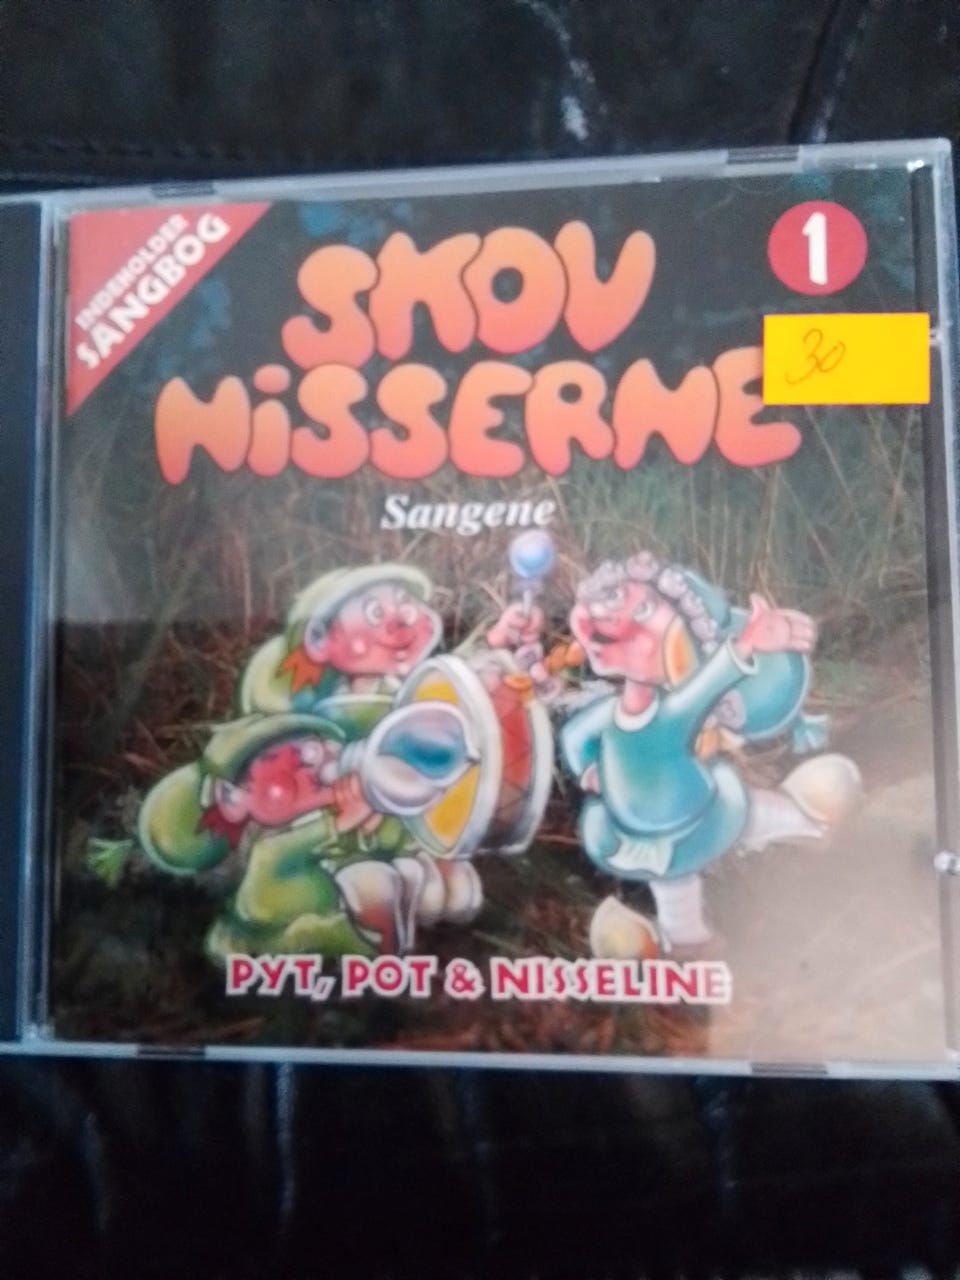 INDEHOLDER
SANGBOG
1
SKOV
NiSSERNE
30
Sangene
PYT, POT & NISSELINE